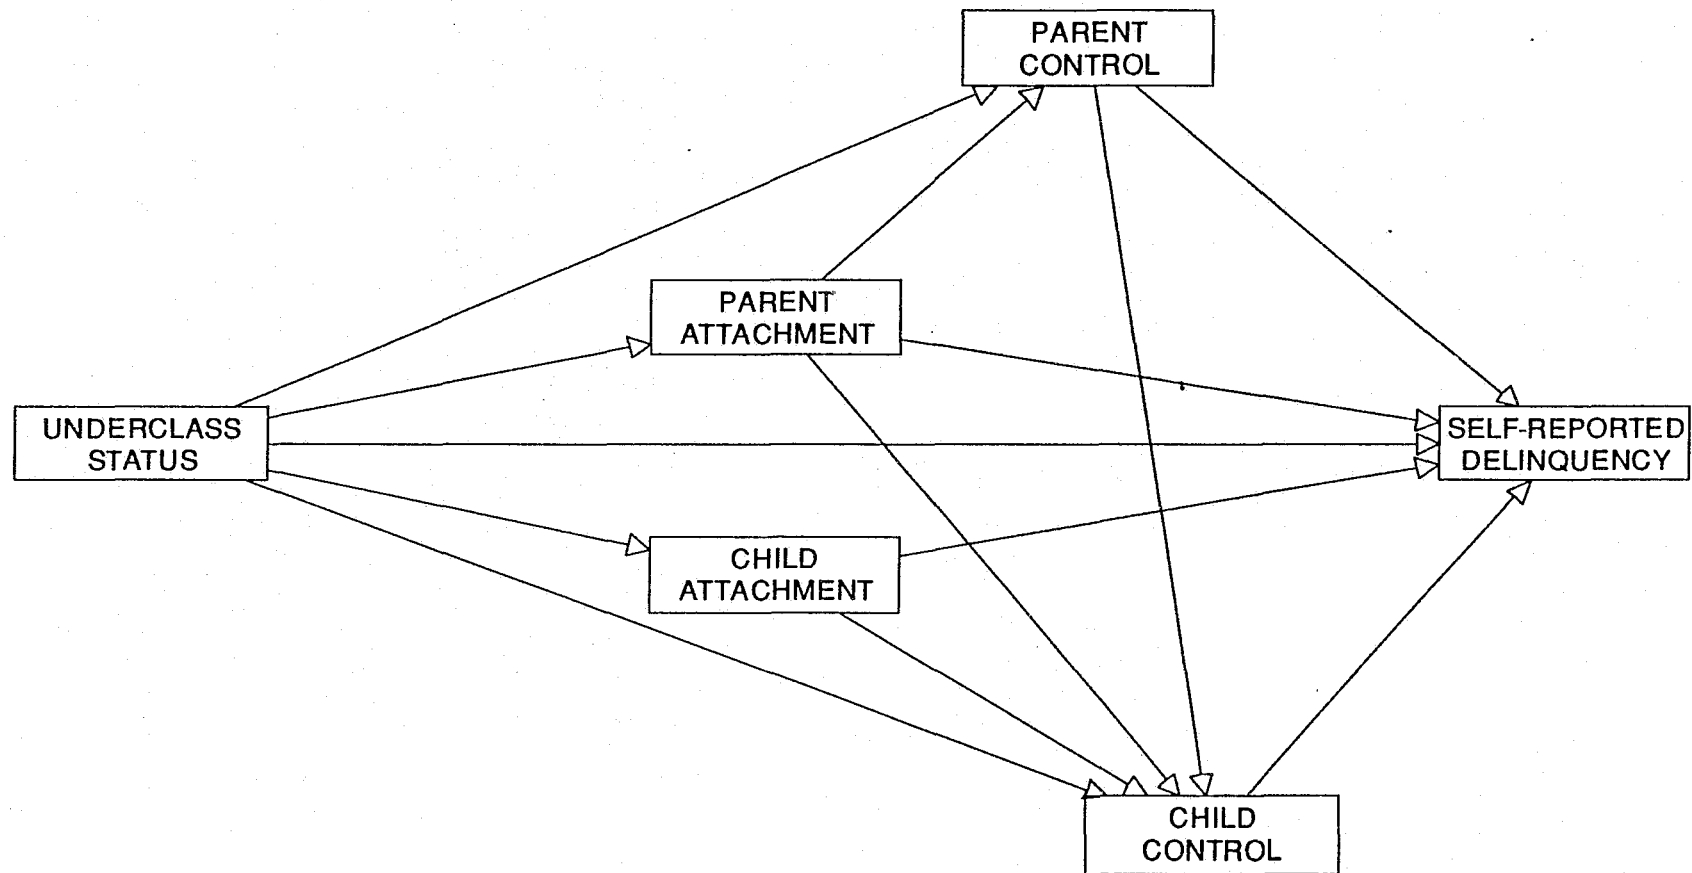 PARENT
CONTROL
PARENT
ATTACHMENT
UNDERCLASS
STATUS
SELF-REPORTED
DELINQUENCY
CHILD
ATTACHMENT
CHILD
CONTROL